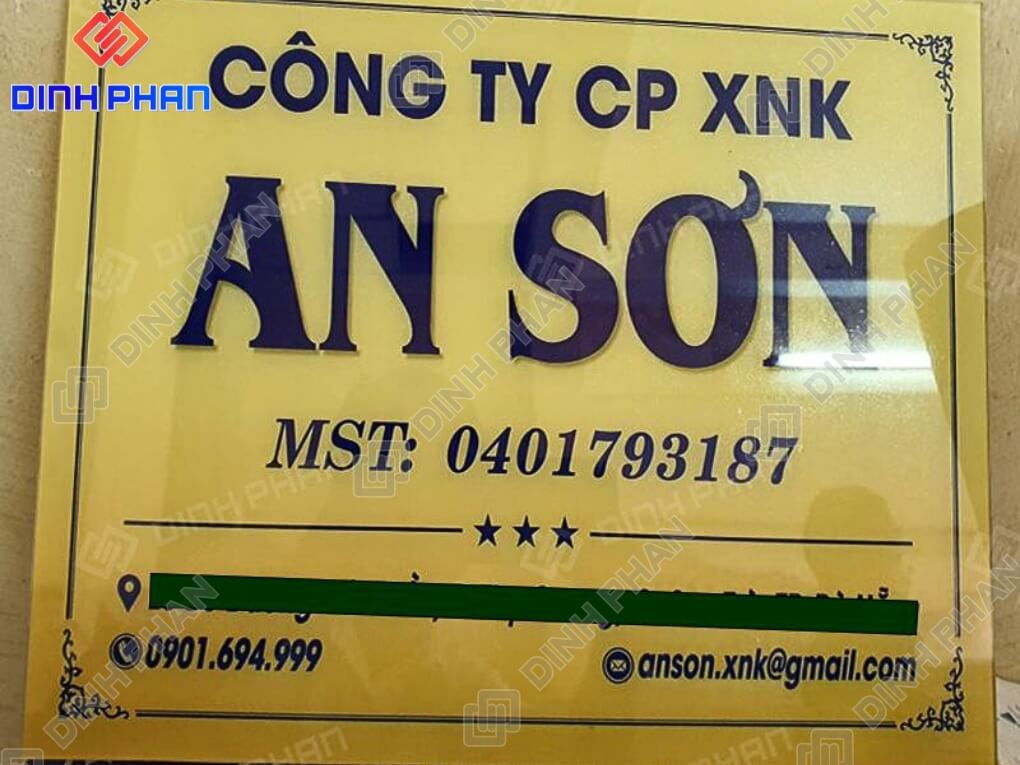 DINH PHAN
CÔNG TY CP XNK
AN SƠN
MST: 0401793187
0901.694.999
anson.xnk@gmail.com